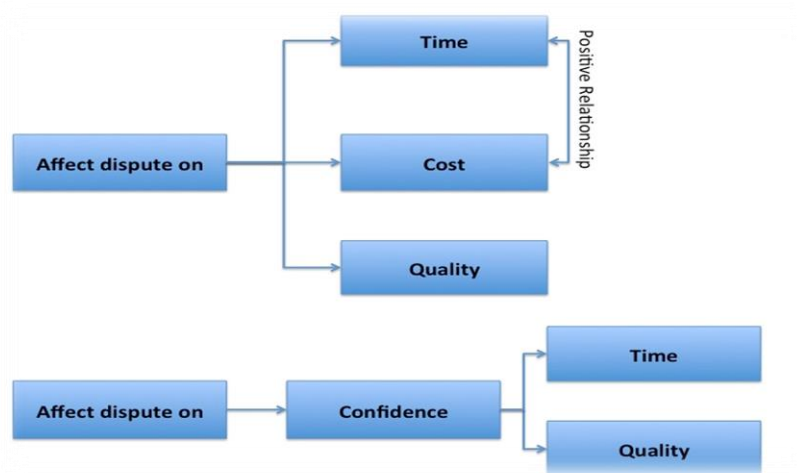 Time
Positive Relationship
Affect dispute on
Cost
Quality
Time
Affect dispute on
Confidence
Quality